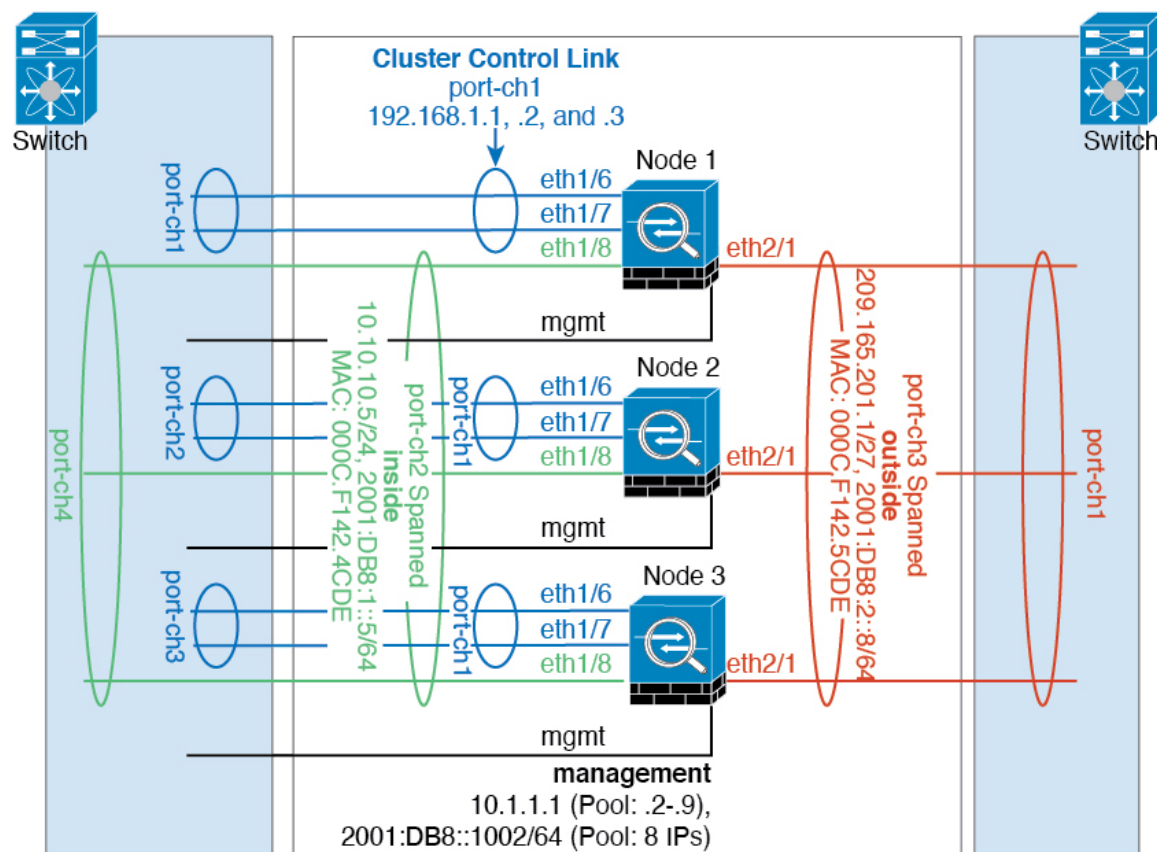 Switch
Switch
Cluster Control Link
port-ch1
192.168.1.1, .2, and .3
Node 1
port-ch1
eth1/6
eth1/7
eth1/8
eth2/1
mgmt
Node 2
port-ch2
port-ch1
eth1/6
eth1/7
eth1/8
eth2/1
mgmt
Node 3
port-ch3
port-ch1
eth1/6
eth1/7
eth1/8
eth2/1
mgmt
port-ch4
port-ch2 Spanned
inside
10.10.10.5/24, 2001:DB8:1::5/64
MAC: 000C.F142.4CDE
port-ch3 Spanned
outside
209.165.201.1/27, 2001:DB8:2::8/64
MAC: 000C.F142.5CDE
port-ch1
management
10.1.1.1 (Pool: .2-.9),
2001:DB8::1002/64 (Pool: 8 IPs)